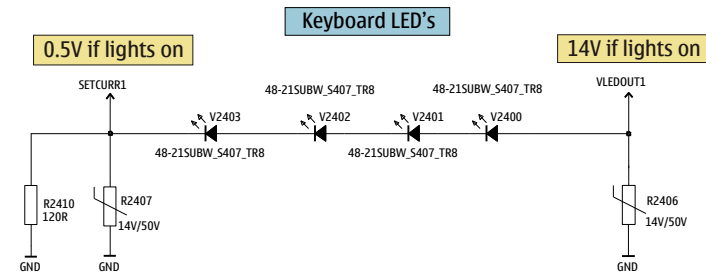 Keyboard LED's
0.5V if lights on
14V if lights on
SETCURR1
48-21SUBW_S407_TR8
48-21SUBW_S407_TR8
VLEDOUT1
V2403
V2402
V2401
V2400
48-21SUBW_S407_TR8
48-21SUBW_S407_TR8
R2410
120R
R2407
14V/50V
R2406
14V/50V
GND
GND
GND